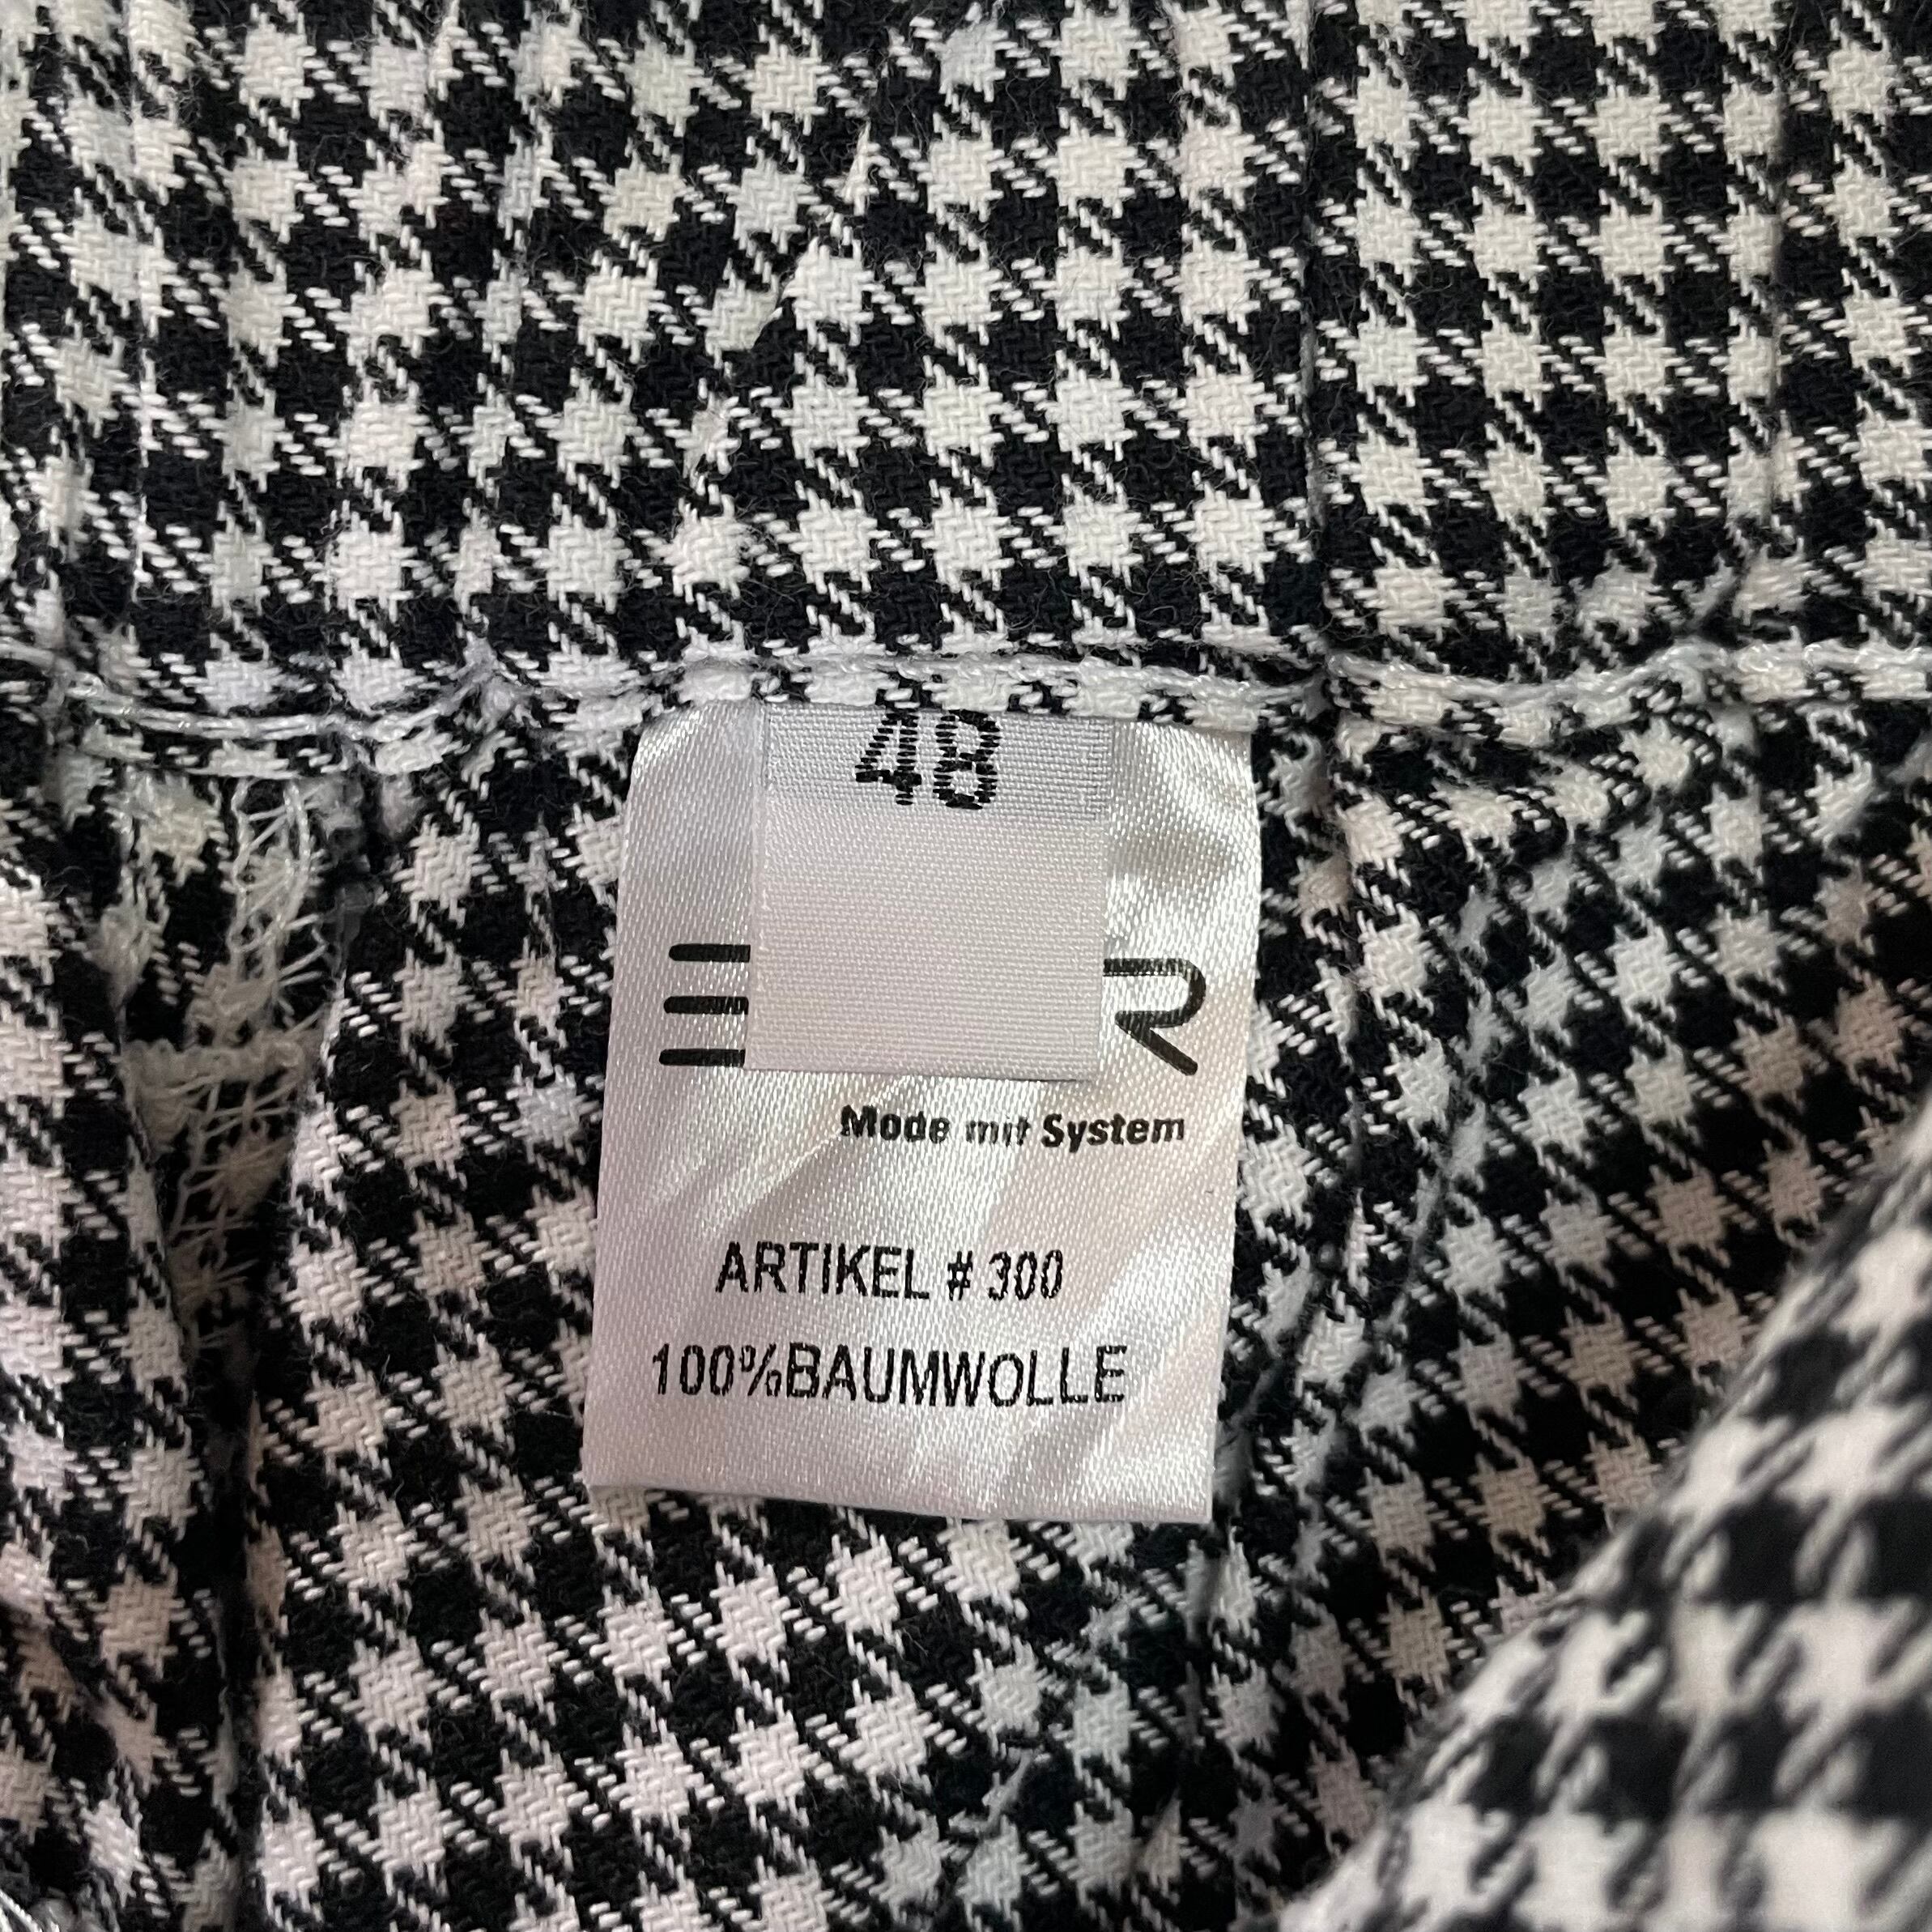 48
ARTIKEL # 300
100%BAUMWOLLE
Mode mit System